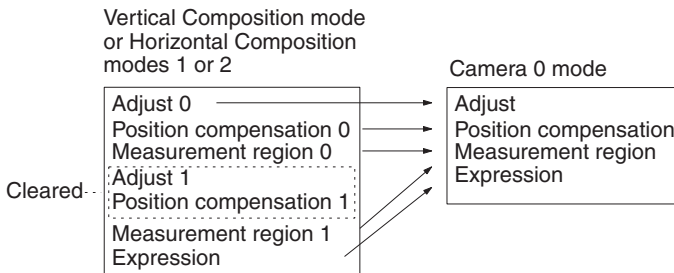 Vertical Composition mode
or Horizontal Composition
modes 1 or 2
Camera 0 mode
Adjust 0
Position compensation 0
Measurement region 0
Adjust 1
Position compensation 1
Measurement region 1
Expression
Cleared
Adjust
Position compensation
Measurement region
Expression